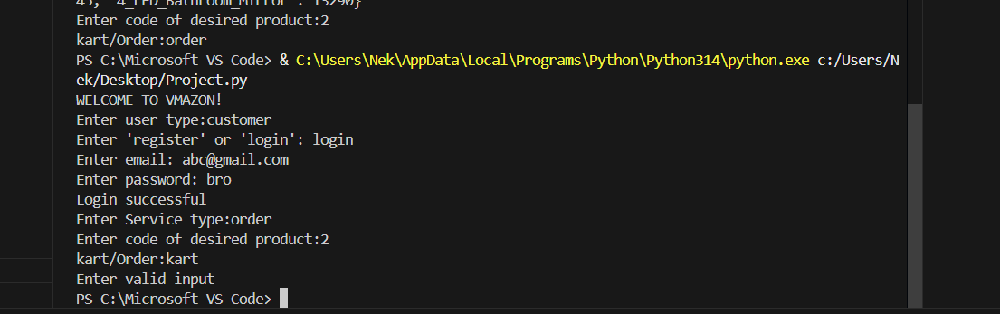 45, '4_LED_Bathroom_Mirror': 13290}
Enter code of desired product:2
kart/Order:order
PS C:\Microsoft VS Code> & C:\Users\Nek\AppData\Local\Programs\Python\Python314\python.exe c:/Users/N
ek/Desktop/Project.py
WELCOME TO VMAZON!
Enter user type:customer
Enter 'register' or 'login': login
Enter email: abc@gmail.com
Enter password: bro
Login successful
Enter Service type:order
Enter code of desired product:2
kart/Order:kart
Enter valid input
PS C:\Microsoft VS Code>